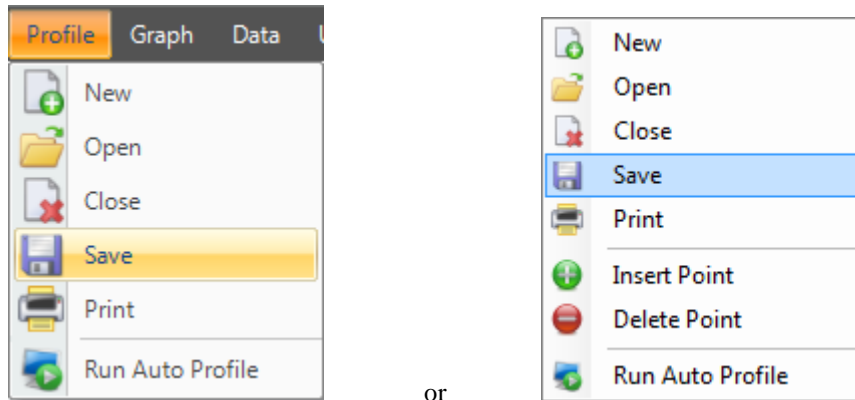 Profile Graph Data
New
Open
Close
Save
Print
Run Auto Profile
or
New
Open
Close
Save
Print
Insert Point
Delete Point
Run Auto Profile